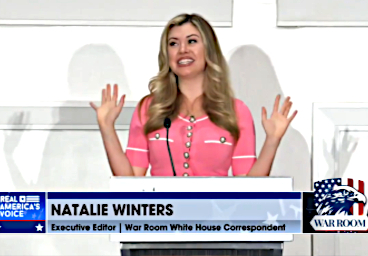 REAL
AMERICA'S
VOICE
NATALIE WINTERS
Executive Editor | War Room White House Correspondent
WAR ROOM